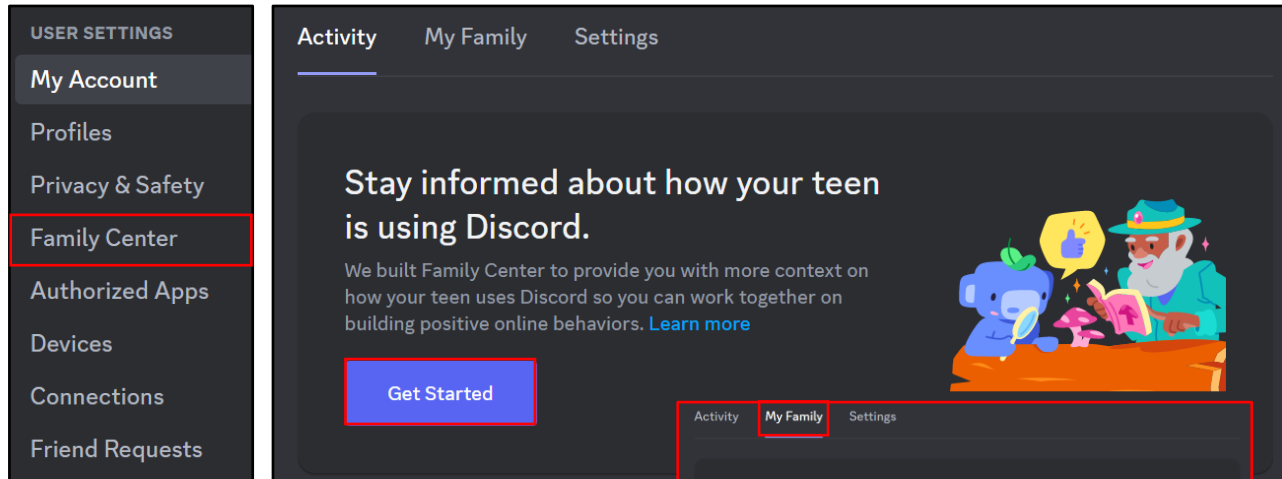 USER SETTINGS
My Account
Profiles
Privacy & Safety
Family Center
Authorized Apps
Devices
Connections
Friend Requests
Activity My Family Settings
Stay informed about how your teen
is using Discord.
We built Family Center to provide you with more context on
how your teen uses Discord so you can work together on
building positive online behaviors. Learn more
Get Started
Activity My Family Settings